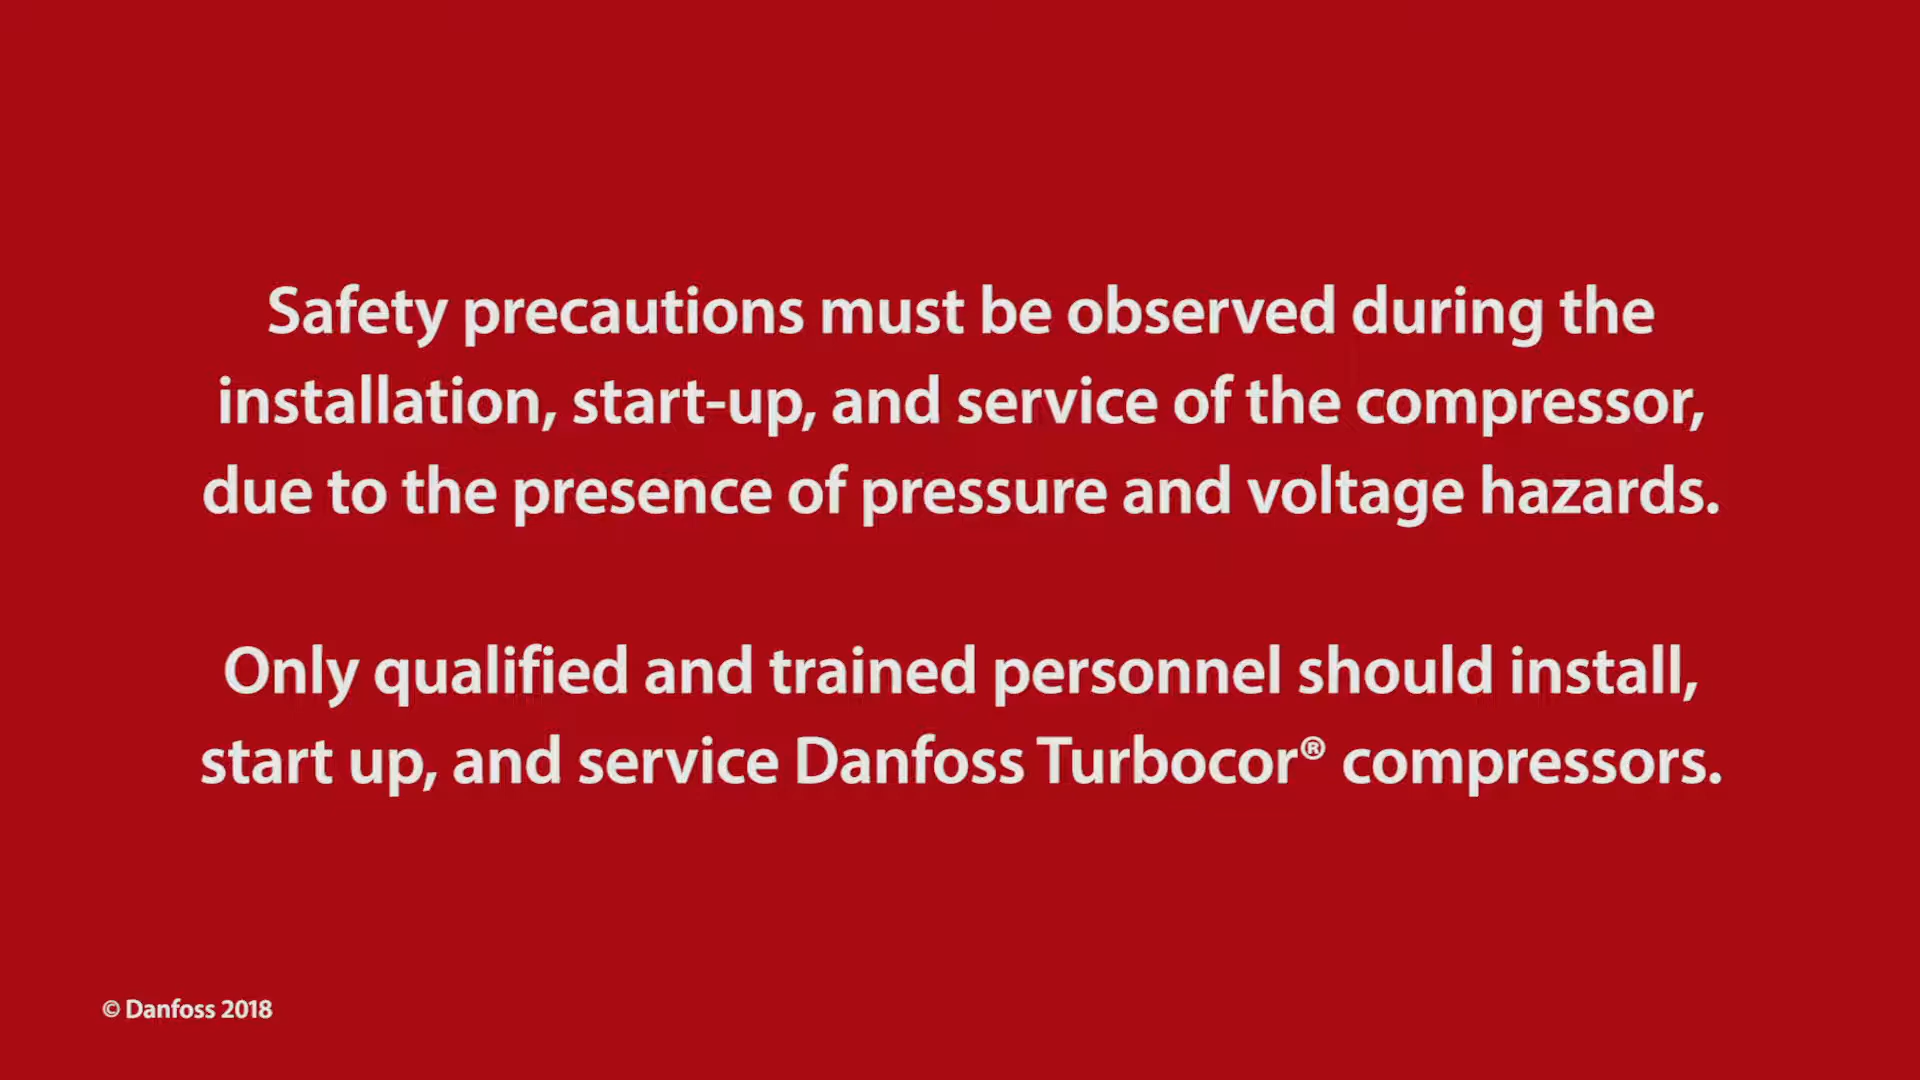 Safety precautions must be observed during the
installation, start-up, and service of the compressor,
due to the presence of pressure and voltage hazards.
Only qualified and trained personnel should install,
start up, and service Danfoss Turbocor® compressors.
© Danfoss 2018